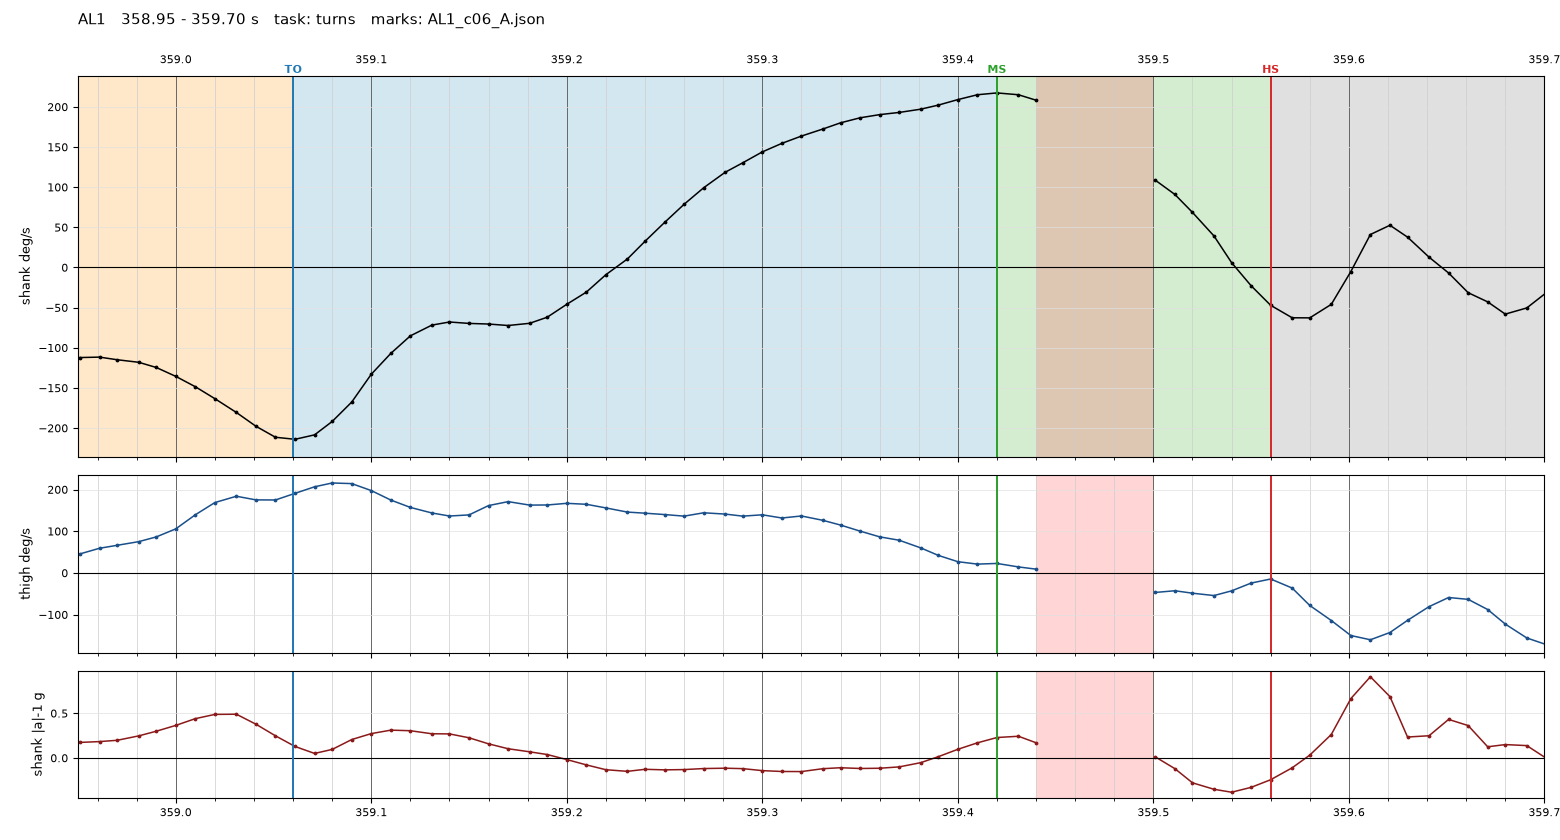 AL1   358.95 - 359.70 s   task: turns   marks: AL1_c06_A.json
359.0 359.1 359.2 359.3 359.4 359.5 359.6 359.7
TO MS HS
shank deg/s
200
150
100
50
0
−50
−100
−150
−200
thigh deg/s
200
100
0
−100
shank |a|-1 g
0.5
0.0
359.0 359.1 359.2 359.3 359.4 359.5 359.6 359.7